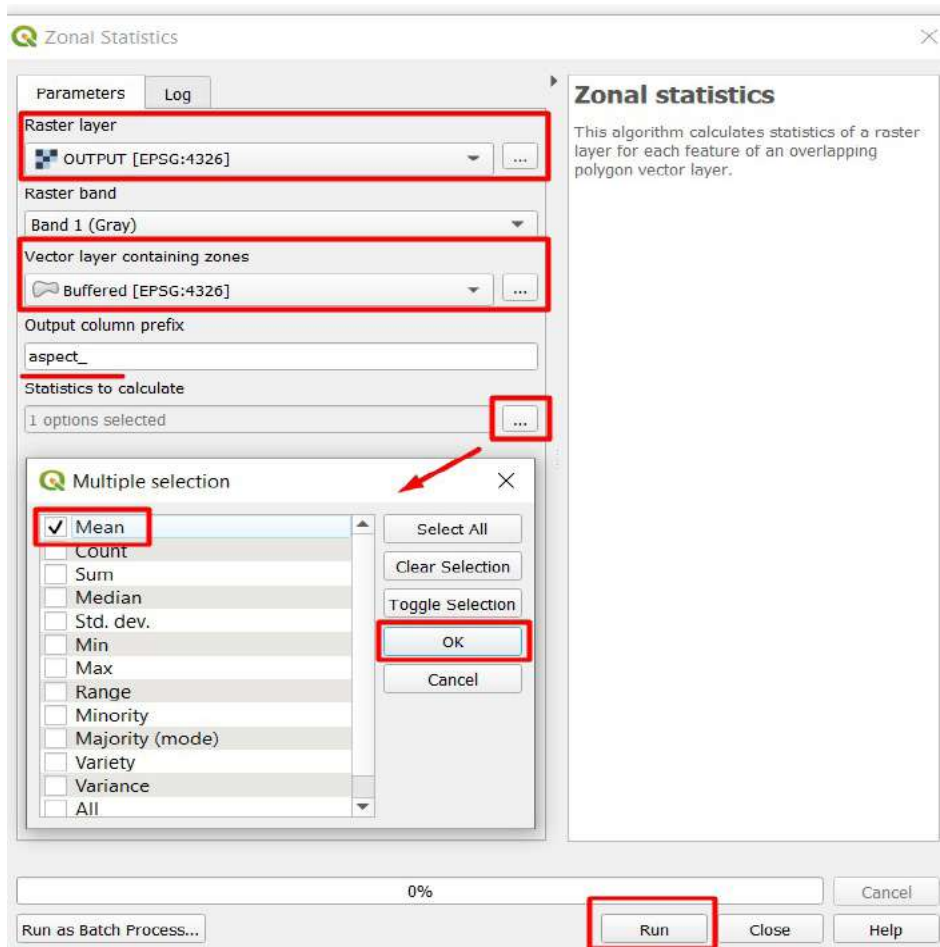 Zonal Statistics
Parameters
Log
Raster layer
OUTPUT [EPSG:4326]
...
Raster band
Band 1 (Gray)
Vector layer containing zones
Buffered [EPSG:4326]
...
Output column prefix
aspect_
Statistics to calculate
1 options selected
...
Multiple selection
Mean
Count
Sum
Median
Std. dev.
Min
Max
Range
Minority
Majority (mode)
Variety
Variance
All
Select All
Clear Selection
Toggle Selection
OK
Cancel
Zonal statistics
This algorithm calculates statistics of a raster
layer for each feature of an overlapping
polygon vector layer.
0%
Cancel
Run as Batch Process...
Run
Close
Help